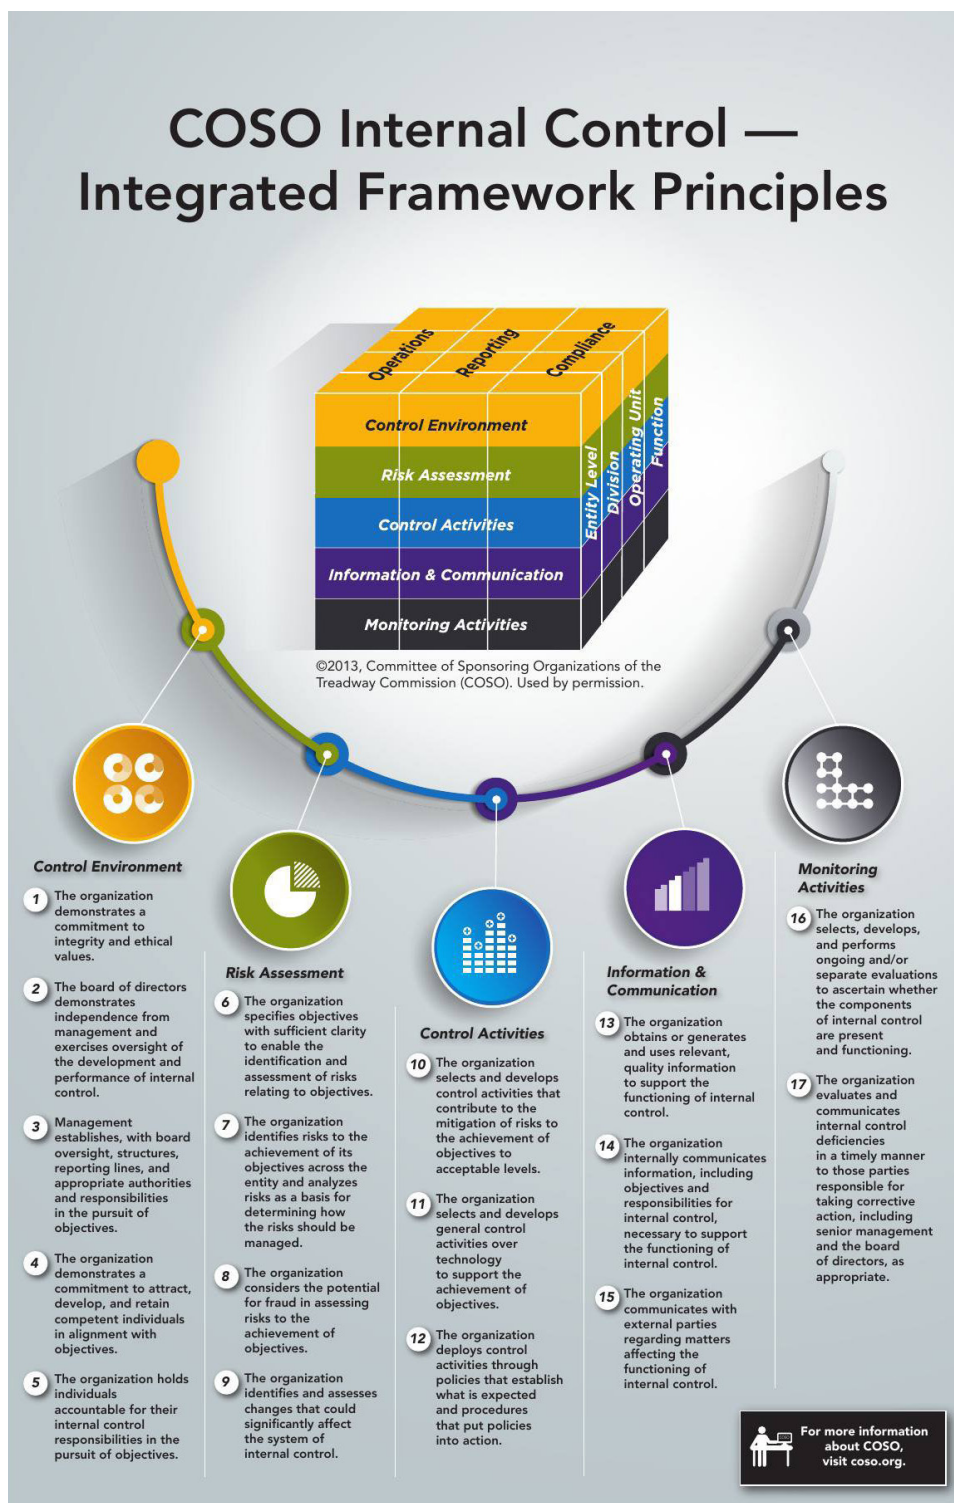 COSO Internal Control —
Integrated Framework Principles
Operations
Reporting
Compliance
Control Environment
Risk Assessment
Control Activities
Information & Communication
Monitoring Activities
Entity Level
Division
Operating Unit
Function
©2013, Committee of Sponsoring Organizations of the
Treadway Commission (COSO). Used by permission.
Control Environment
1 The organization
demonstrates a
commitment to
integrity and ethical
values.
2 The board of directors
demonstrates
independence from
management and
exercises oversight of
the development and
performance of internal
control.
3 Management
establishes, with board
oversight, structures,
reporting lines, and
appropriate authorities
and responsibilities
in the pursuit of
objectives.
4 The organization
demonstrates a
commitment to attract,
develop, and retain
competent individuals
in alignment with
objectives.
5 The organization holds
individuals
accountable for their
internal control
responsibilities in the
pursuit of objectives.
Risk Assessment
6 The organization
specifies objectives
with sufficient clarity
to enable the
identification and
assessment of risks
relating to objectives.
7 The organization
identifies risks to the
achievement of its
objectives across the
entity and analyzes
risks as a basis for
determining how
the risks should be
managed.
8 The organization
considers the potential
for fraud in assessing
risks to the
achievement of
objectives.
9 The organization
identifies and assesses
changes that could
significantly affect
the system of
internal control.
Control Activities
10 The organization
selects and develops
control activities that
contribute to the
mitigation of risks to
the achievement of
objectives to
acceptable levels.
11 The organization
selects and develops
general control
activities over
technology
to support the
achievement of
objectives.
12 The organization
deploys control
activities through
policies that establish
what is expected
and procedures
that put policies
into action.
Information &
Communication
13 The organization
obtains or generates
and uses relevant,
quality information
to support the
functioning of internal
control.
14 The organization
internally communicates
information, including
objectives and
responsibilities for
internal control,
necessary to support
the functioning of
internal control.
15 The organization
communicates with
external parties
regarding matters
affecting the
functioning of
internal control.
Monitoring
Activities
16 The organization
selects, develops,
and performs
ongoing and/or
separate evaluations
to ascertain whether
the components
of internal control
are present
and functioning.
17 The organization
evaluates and
communicates
internal control
deficiencies
in a timely manner
to those parties
responsible for
taking corrective
action, including
senior management
and the board
of directors, as
appropriate.
For more information
about COSO,
visit coso.org.